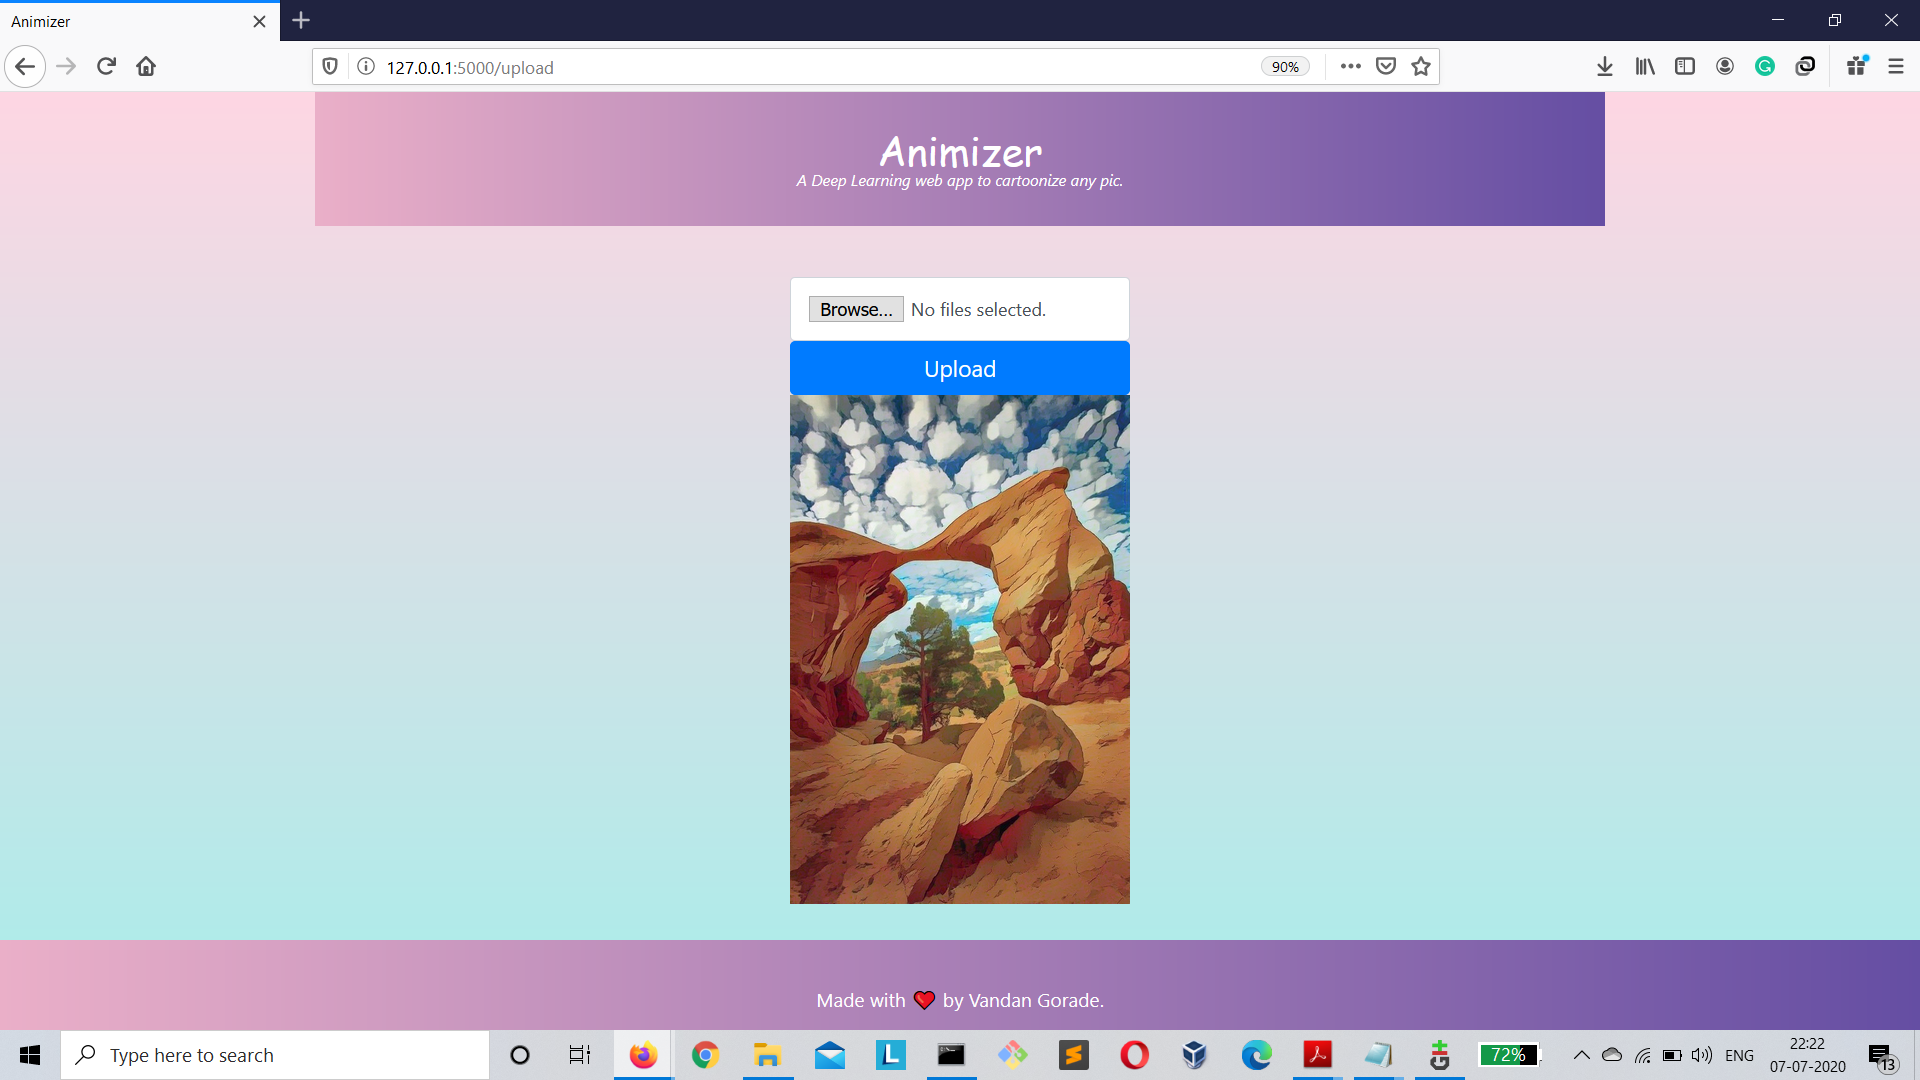 Animizer
127.0.0.1:5000/upload
90%
Animizer
A Deep Learning web app to cartoonize any pic.
Browse... No files selected.
Upload
Made with by Vandan Gorade.
Type here to search
L
72%
ENG
22:22
07-07-2020
13